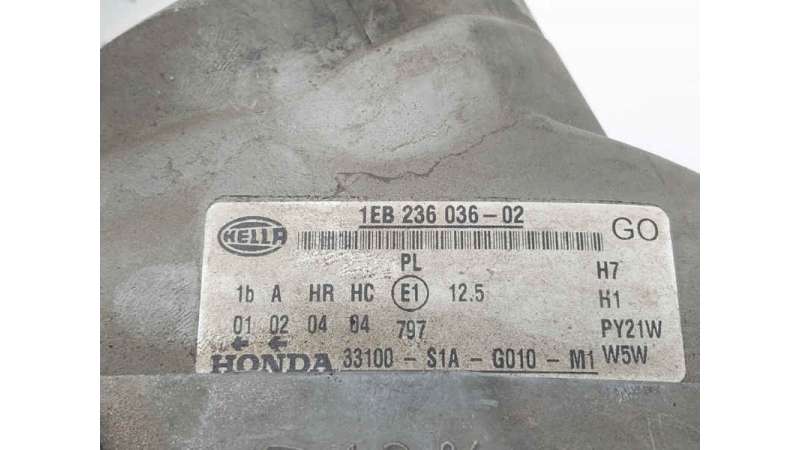 1EB 236 036-02
HELLA GO
PL H7
1b A HR HC E1 12.5 H1
01 02 04 04 797 PY21W
HONDA 33100 - S1A - G010 - M1 W5W